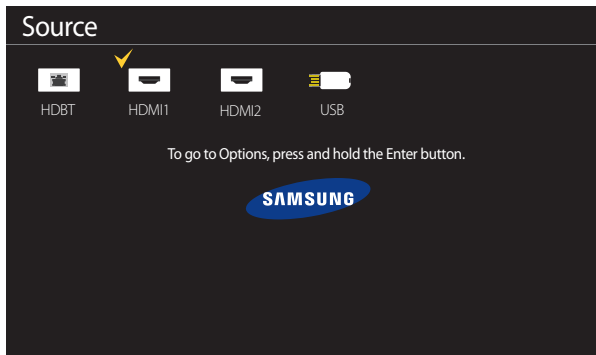 Source
HDBT HDMI1 HDMI2 USB
To go to Options, press and hold the Enter button.
SAMSUNG